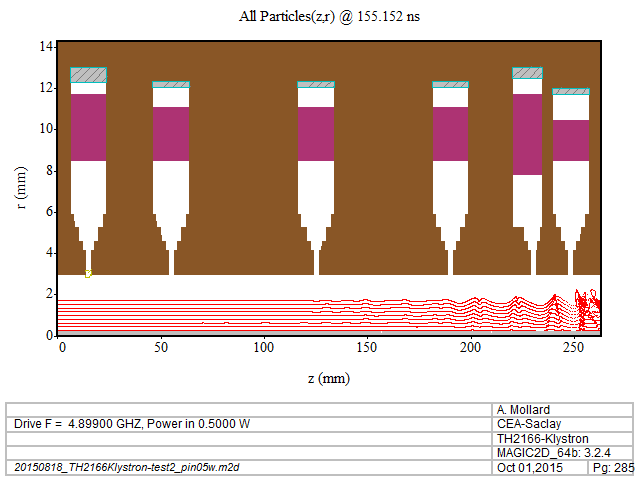 All Particles(z,r) @ 155.152 ns
14
12
10
8
6
4
2
0
r (mm)
0 50 100 150 200 250
z (mm)
A. Mollard
Drive F = 4.89900 GHZ, Power in 0.5000 W
CEA-Saclay
TH2166-Klystron
MAGIC2D_64b: 3.2.4
20150818_TH2166Klystron-test2_pin05w.m2d
Oct 01,2015
Pg: 285